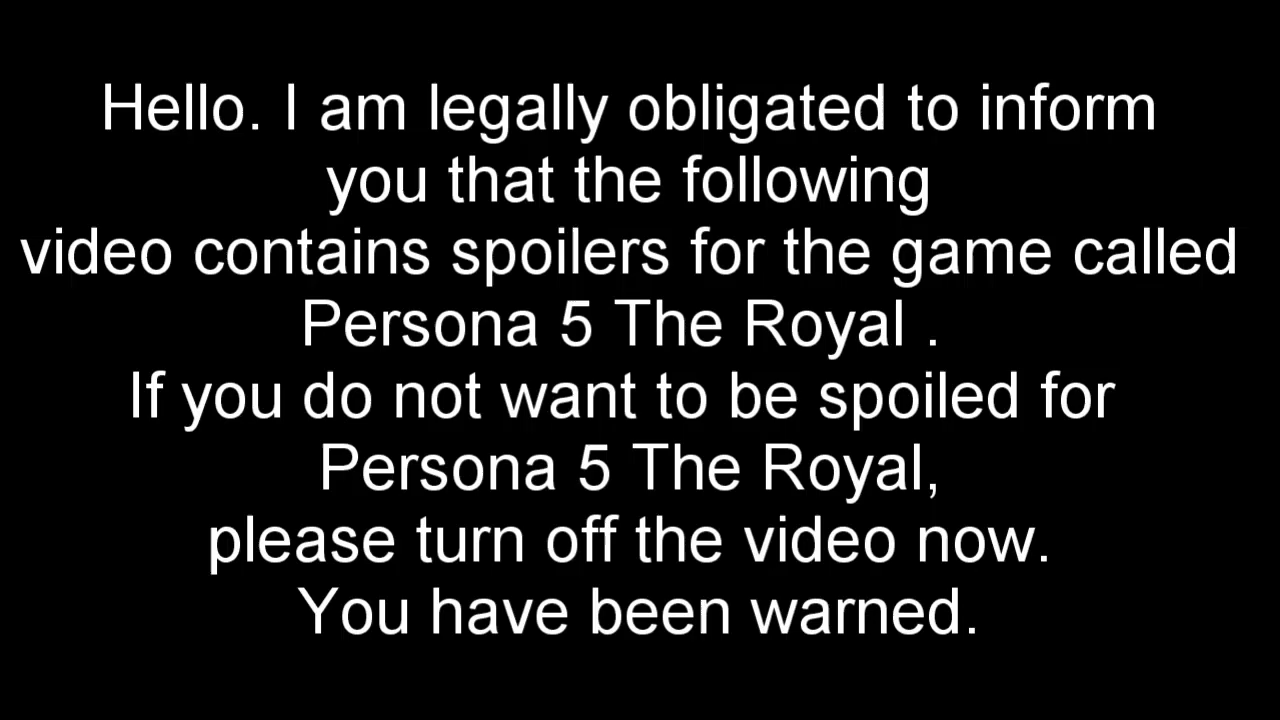 Hello. I am legally obligated to inform
you that the following
video contains spoilers for the game called
Persona 5 The Royal .
If you do not want to be spoiled for
Persona 5 The Royal,
please turn off the video now.
You have been warned.